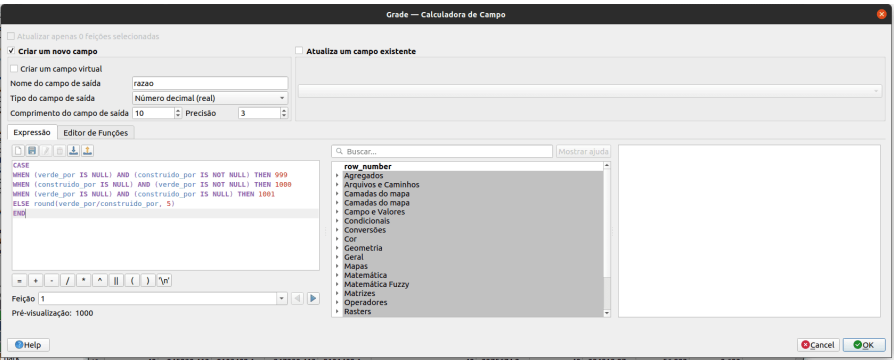 Grade — Calculadora de Campo
Atualizar apenas 0 feições selecionadas
Criar um novo campo
Atualiza um campo existente
Criar um campo virtual
Nome do campo de saída razao
Tipo do campo de saída Número decimal (real)
Comprimento do campo de saída 10 Precisão 3
Expressão Editor de Funções
CASE
WHEN (verde_por IS NULL) AND (construido_por IS NOT NULL) THEN 999
WHEN (construido_por IS NULL) AND (verde_por IS NOT NULL) THEN 1000
WHEN (verde_por IS NULL) AND (construido_por IS NULL) THEN 1001
ELSE round(verde_por/construido_por, 5)
END
= + - / * ^ || ( ) '\n'
Feição 1
Pré-visualização: 1000
Buscar... Mostrar ajuda
row_number
Agregados
Arquivos e Caminhos
Camadas do mapa
Camadas do mapa
Campo e Valores
Condicionais
Conversões
Cor
Geometria
Geral
Mapas
Matemática
Matemática Fuzzy
Matrizes
Operadores
Rasters
Help
Cancel
OK